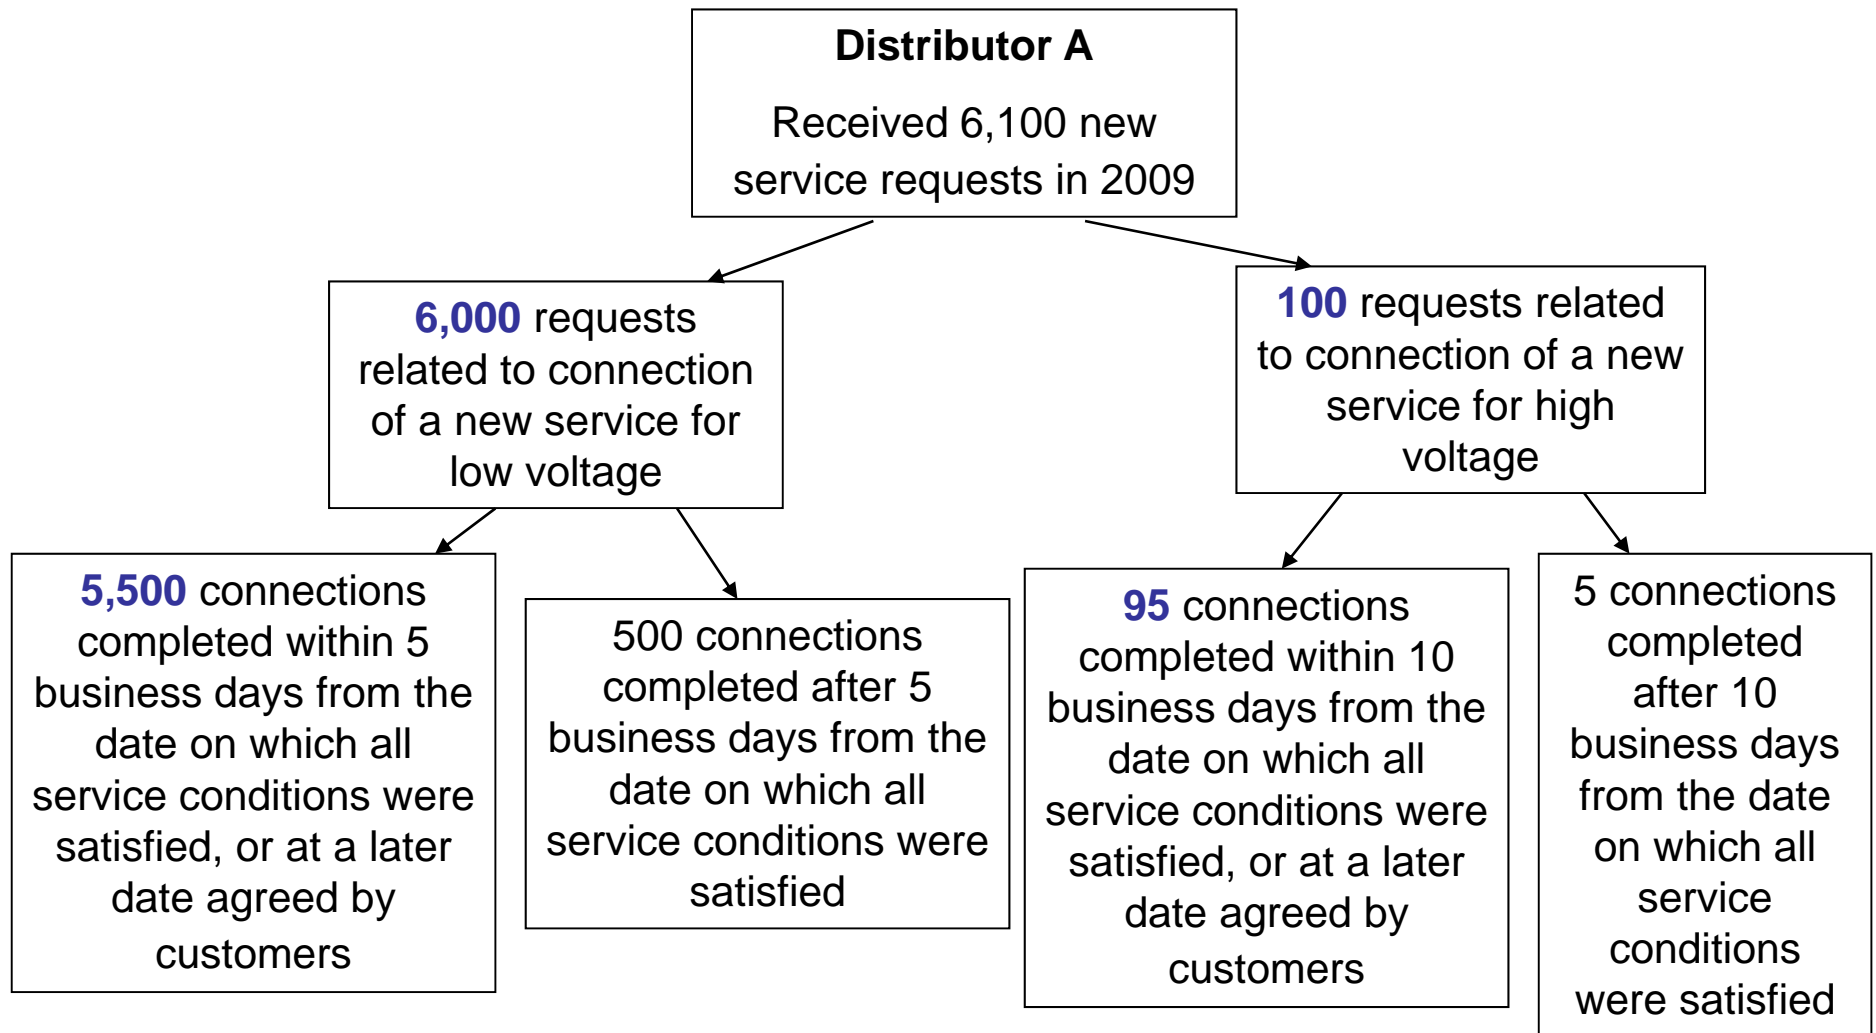 Distributor A
Received 6,100 new
service requests in 2009
6,000 requests
related to connection
of a new service for
low voltage
100 requests related
to connection of a new
service for high
voltage
5,500 connections
completed within 5
business days from the
date on which all
service conditions were
satisfied, or at a later
date agreed by
customers
500 connections
completed after 5
business days from the
date on which all
service conditions were
satisfied
95 connections
completed within 10
business days from the
date on which all
service conditions were
satisfied, or at a later
date agreed by
customers
5 connections
completed
after 10
business days
from the date
on which all
service
conditions
were satisfied